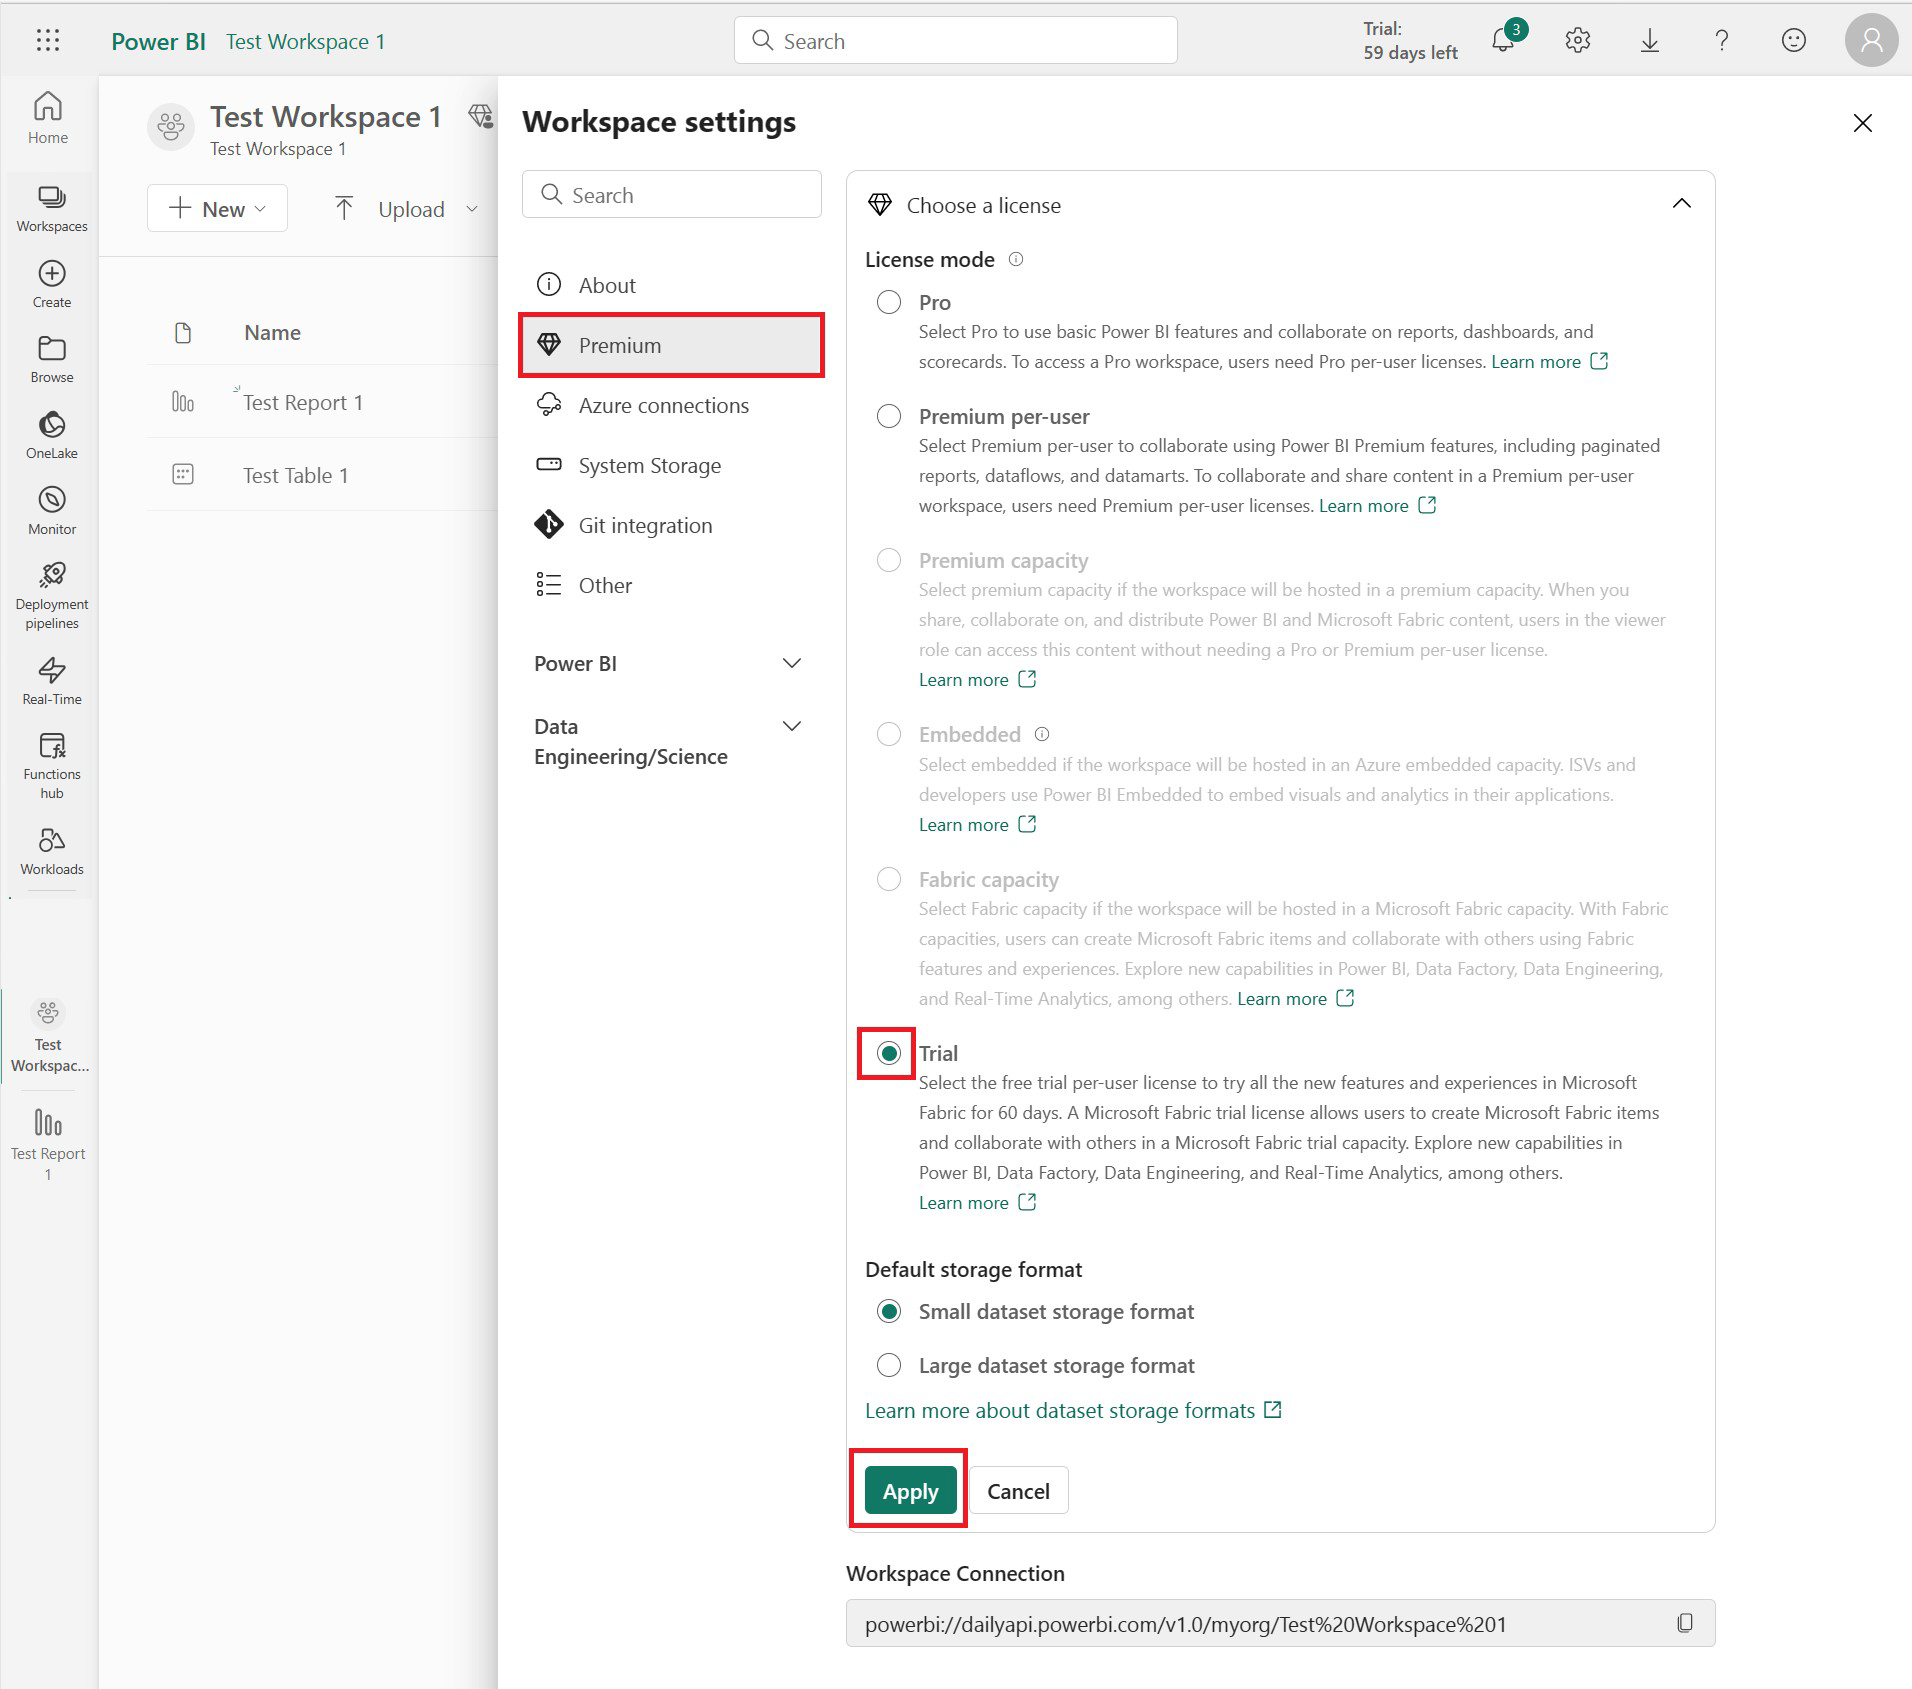 Power BI
Test Workspace 1
Search
Trial:
59 days left
3
Home
Workspaces
Create
Browse
OneLake
Monitor
Deployment
pipelines
Real-Time
Functions
hub
Workloads
Test
Workspac...
Test Report
1
Test Workspace 1
Test Workspace 1
New
Upload
Name
Test Report 1
Test Table 1
Workspace settings
Search
About
Premium
Azure connections
System Storage
Git integration
Other
Power BI
Data
Engineering/Science
Choose a license
License mode
Pro
Select Pro to use basic Power BI features and collaborate on reports, dashboards, and
scorecards. To access a Pro workspace, users need Pro per-user licenses. Learn more
Premium per-user
Select Premium per-user to collaborate using Power BI Premium features, including paginated
reports, dataflows, and datamarts. To collaborate and share content in a Premium per-user
workspace, users need Premium per-user licenses. Learn more
Premium capacity
Select premium capacity if the workspace will be hosted in a premium capacity. When you
share, collaborate on, and distribute Power BI and Microsoft Fabric content, users in the viewer
role can access this content without needing a Pro or Premium per-user license.
Learn more
Embedded
Select embedded if the workspace will be hosted in an Azure embedded capacity. ISVs and
developers use Power BI Embedded to embed visuals and analytics in their applications.
Learn more
Fabric capacity
Select Fabric capacity if the workspace will be hosted in a Microsoft Fabric capacity. With Fabric
capacities, users can create Microsoft Fabric items and collaborate with others using Fabric
features and experiences. Explore new capabilities in Power BI, Data Factory, Data Engineering,
and Real-Time Analytics, among others. Learn more
Trial
Select the free trial per-user license to try all the new features and experiences in Microsoft
Fabric for 60 days. A Microsoft Fabric trial license allows users to create Microsoft Fabric items
and collaborate with others in a Microsoft Fabric trial capacity. Explore new capabilities in
Power BI, Data Factory, Data Engineering, and Real-Time Analytics, among others.
Learn more
Default storage format
Small dataset storage format
Large dataset storage format
Learn more about dataset storage formats
Apply
Cancel
Workspace Connection
powerbi://dailyapi.powerbi.com/v1.0/myorg/Test%20Workspace%201